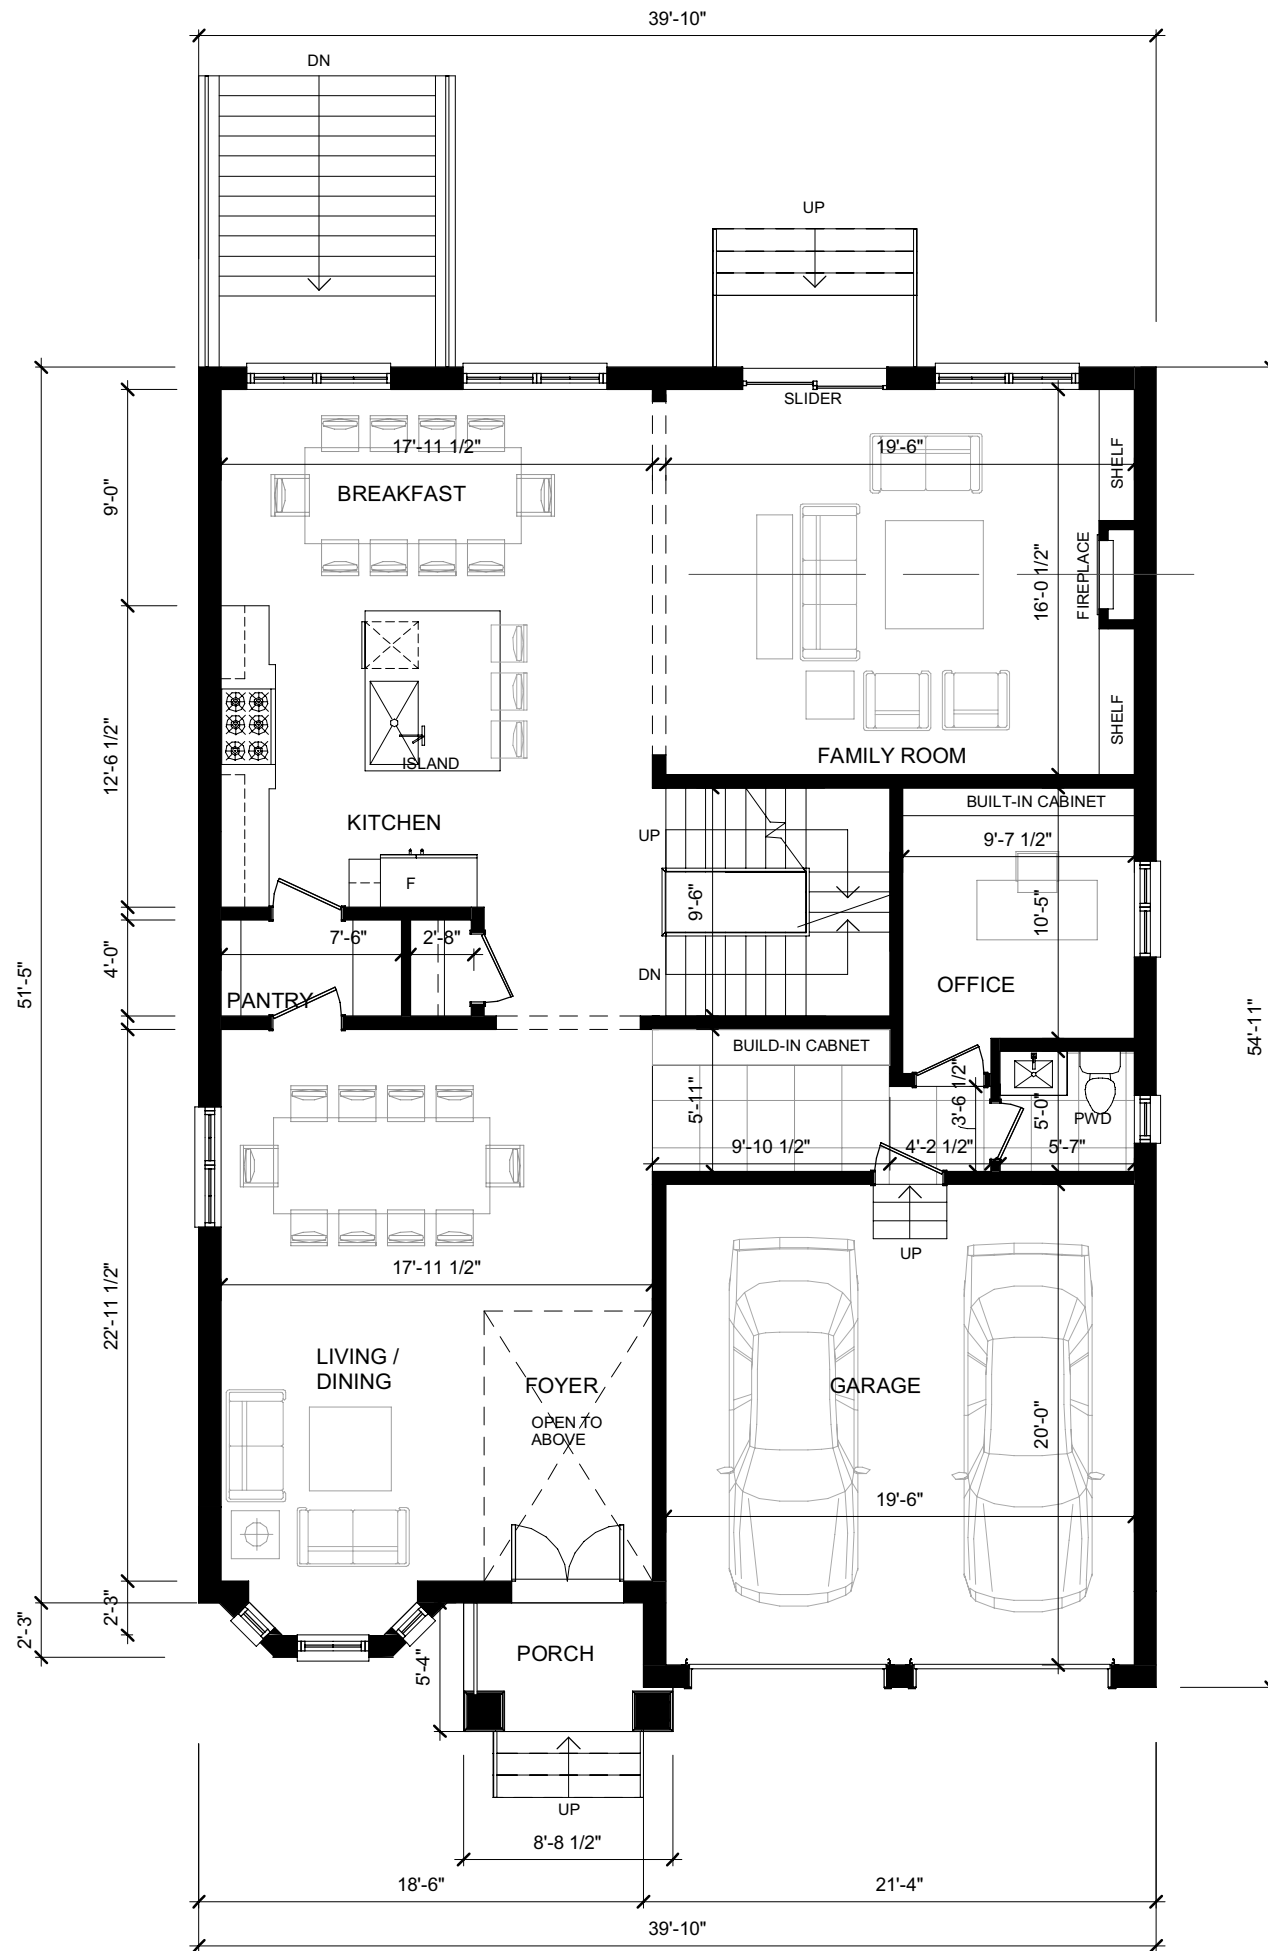 39'-10"
DN
UP
SLIDER
17'-11 1/2"
19'-6"
BREAKFAST
SHELF
9'-0"
16'-0 1/2"
FIREPLACE
SHELF
12'-6 1/2"
ISLAND
FAMILY ROOM
KITCHEN
BUILT-IN CABINET
UP
9'-7 1/2"
F
9'-6"
10'-5"
7'-6"
2'-8"
4'-0"
51'-5"
DN
OFFICE
PANTRY
54'-11"
BUILD-IN CABNET
5'-11"
3'-6 1/2"
5'-0"
PWD
9'-10 1/2"
4'-2 1/2"
5'-7"
UP
17'-11 1/2"
22'-11 1/2"
LIVING /
DINING
FOYER
OPEN TO
ABOVE
GARAGE
20'-0"
19'-6"
2'-3"
2'-3"
PORCH
5'-4"
UP
8'-8 1/2"
18'-6"
21'-4"
39'-10"